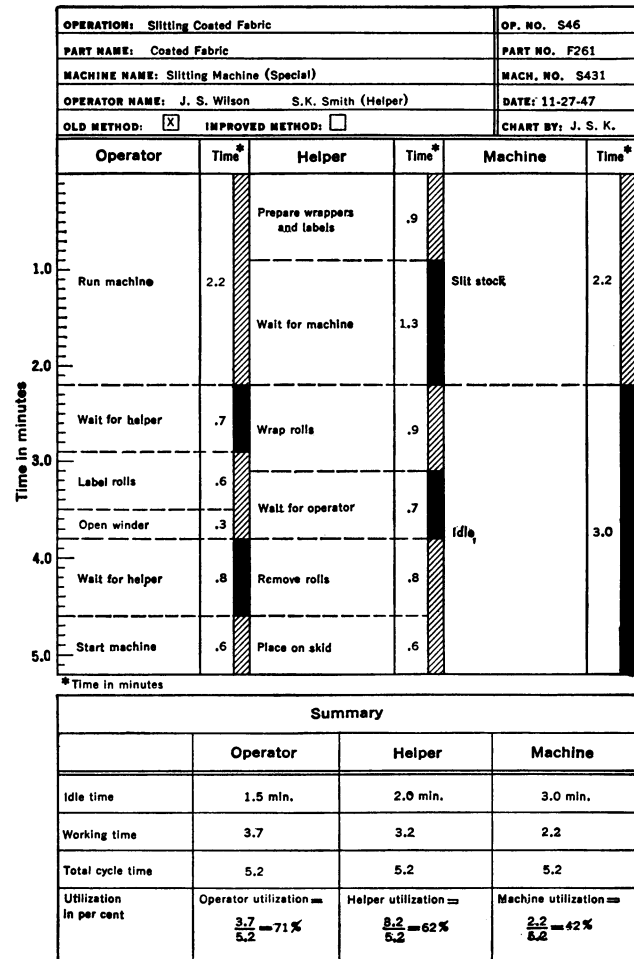 OPERATION: Slitting Coated Fabric OP. NO. S46
PART NAME: Coated Fabric PART NO. F261
MACHINE NAME: Slitting Machine (Special) MACH. NO. S431
OPERATOR NAME: J. S. Wilson S.K. Smith (Helper) DATE: 11-27-47
OLD METHOD: X IMPROVED METHOD: CHART BY: J. S. K.
Operator Time* Helper Time* Machine Time*
Time in minutes
Prepare wrappers .9
and labels
1.0
Run machine 2.2 Slit stock 2.2
Wait for machine 1.3
2.0
Wait for helper .7 Wrap rolls .9
3.0
Label rolls .6
Wait for operator .7
Open winder .3 Idle, 3.0
4.0
Wait for helper .8 Remove rolls .8
Start machine .6 Place on skid .6
5.0
*Time in minutes
Summary
Operator Helper Machine
Idle time 1.5 min. 2.0 min. 3.0 min.
Working time 3.7 3.2 2.2
Total cycle time 5.2 5.2 5.2
Utilization Operator utilization= Helper utilization= Machine utilization=
In per cent
3.7 8.2 2.2
=71% =62% =42%
5.2 5.2 5.2